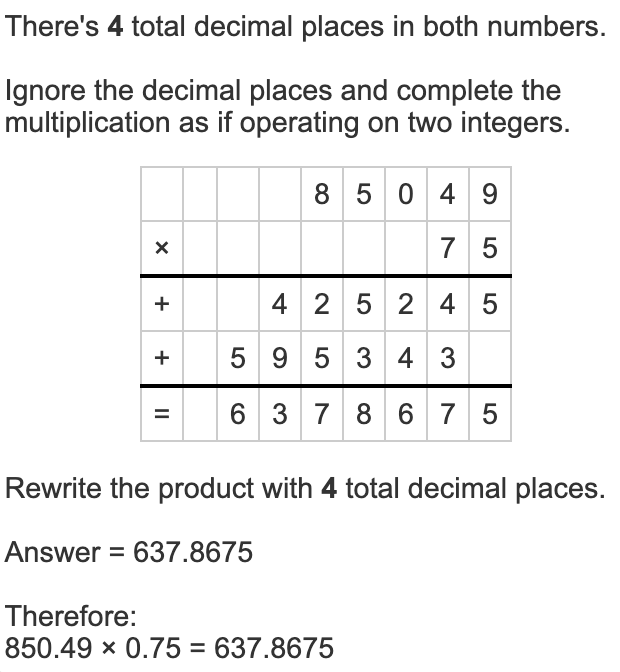 There's 4 total decimal places in both numbers.
Ignore the decimal places and complete the
multiplication as if operating on two integers.
8 5 0 4 9
× 7 5
+ 4 2 5 2 4 5
+ 5 9 5 3 4 3
= 6 3 7 8 6 7 5
Rewrite the product with 4 total decimal places.
Answer = 637.8675
Therefore:
850.49 × 0.75 = 637.8675